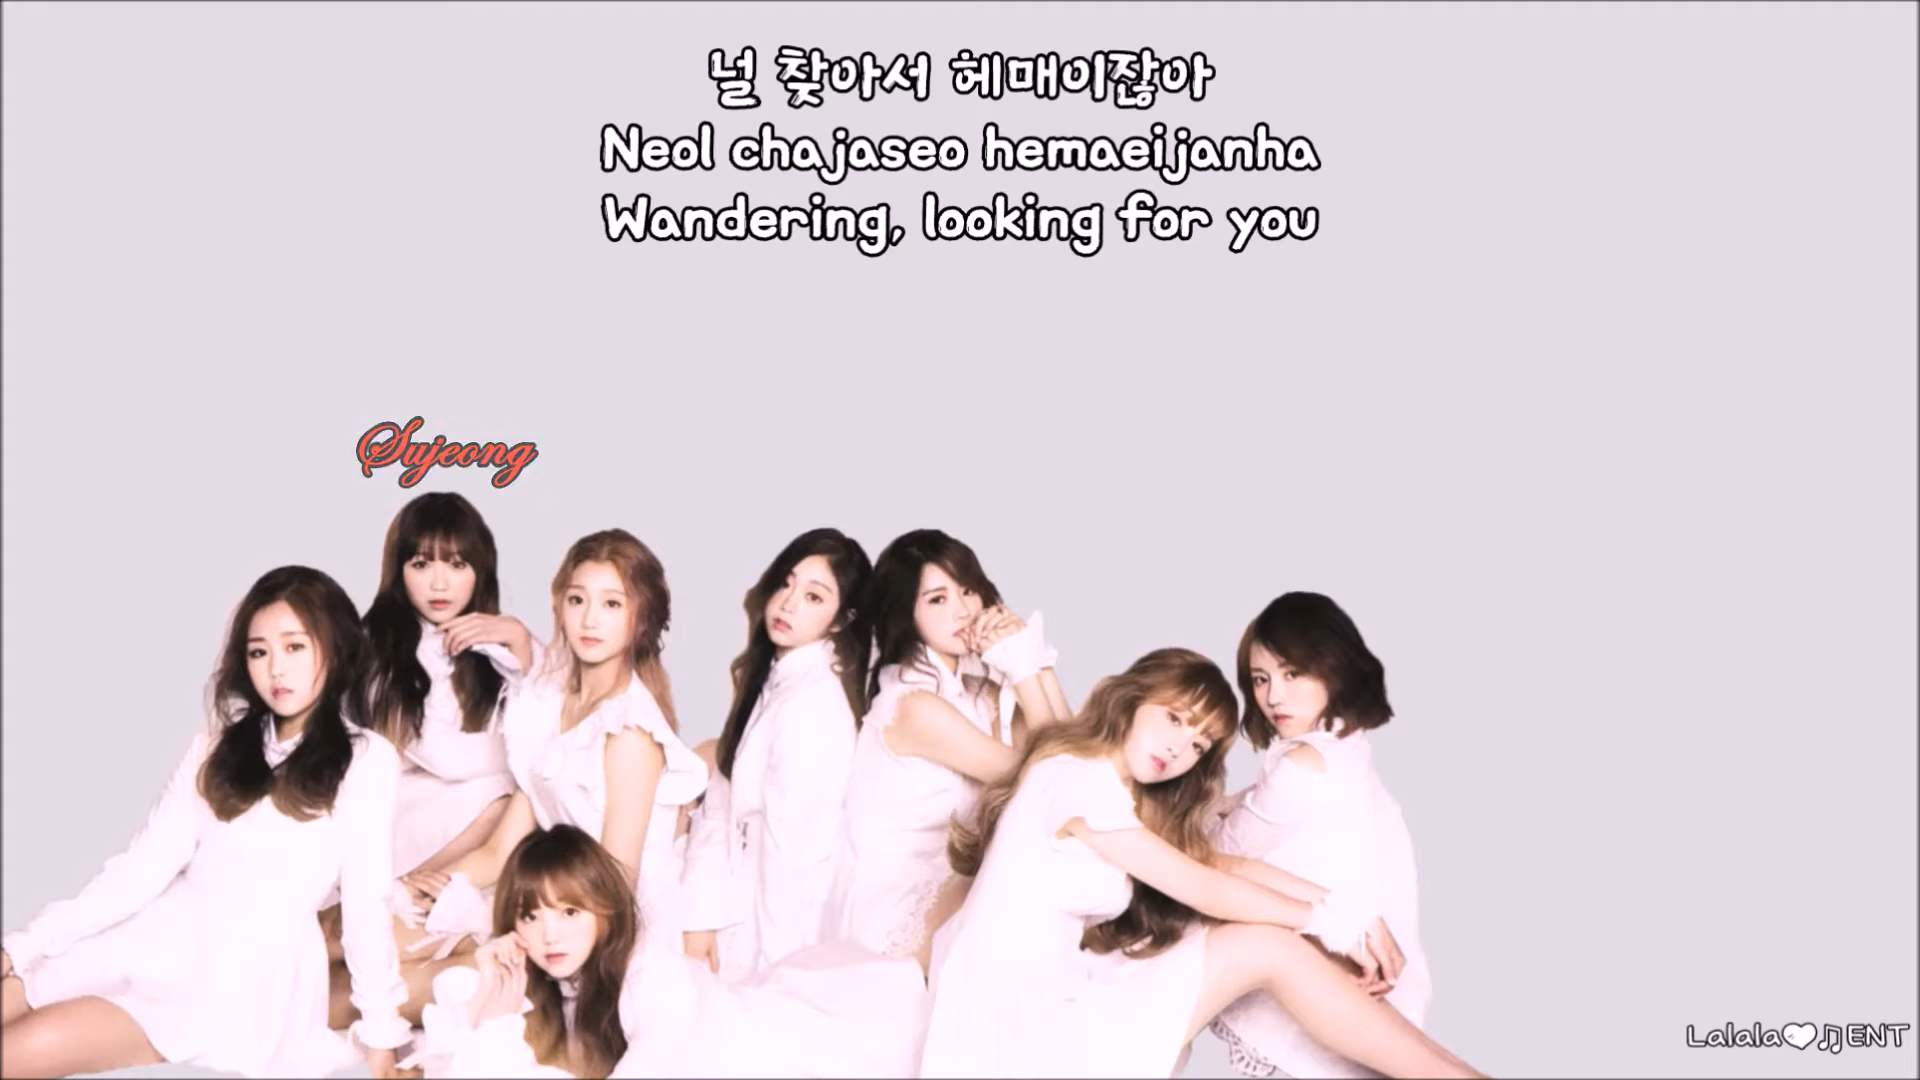 널 찾아서 헤매이잖아
Neol chajaseo hemaeijanha
Wandering, looking for you
Sujeong
Lalala♥♫ENT